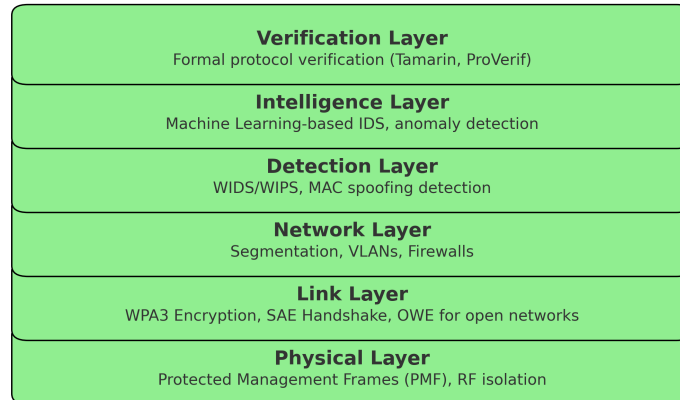 Verification Layer
Formal protocol verification (Tamarin, ProVerif)
Intelligence Layer
Machine Learning-based IDS, anomaly detection
Detection Layer
WIDS/WIPS, MAC spoofing detection
Network Layer
Segmentation, VLANs, Firewalls
Link Layer
WPA3 Encryption, SAE Handshake, OWE for open networks
Physical Layer
Protected Management Frames (PMF), RF isolation